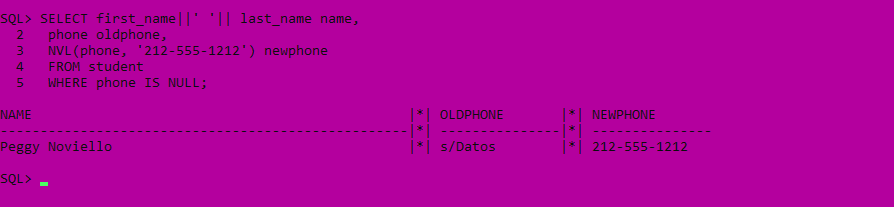 SQL> SELECT first_name||' '|| last_name name,
  2   phone oldphone,
  3   NVL(phone, '212-555-1212') newphone
  4   FROM student
  5   WHERE phone IS NULL;
NAME                                               |*| OLDPHONE       |*| NEWPHONE
---------------------------------------------------|*| ---------------|*| ---------------
Peggy Noviello                                     |*| s/Datos        |*| 212-555-1212
SQL>